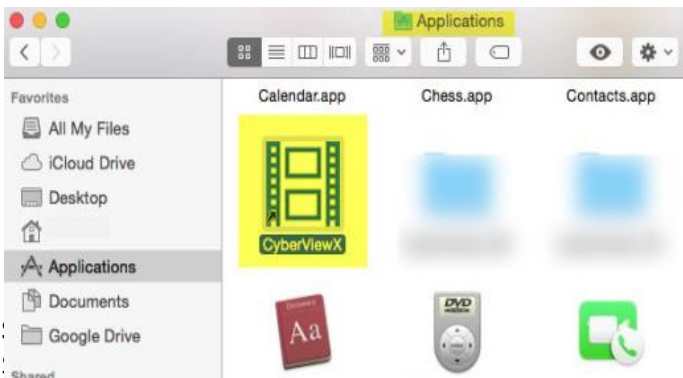 Applications
Favorites
Calendar.app
Chess.app
Contacts.app
All My Files
iCloud Drive
Desktop
CyberViewX
Applications
Documents
Google Drive
Dictionary
Aa
DVD
Shared